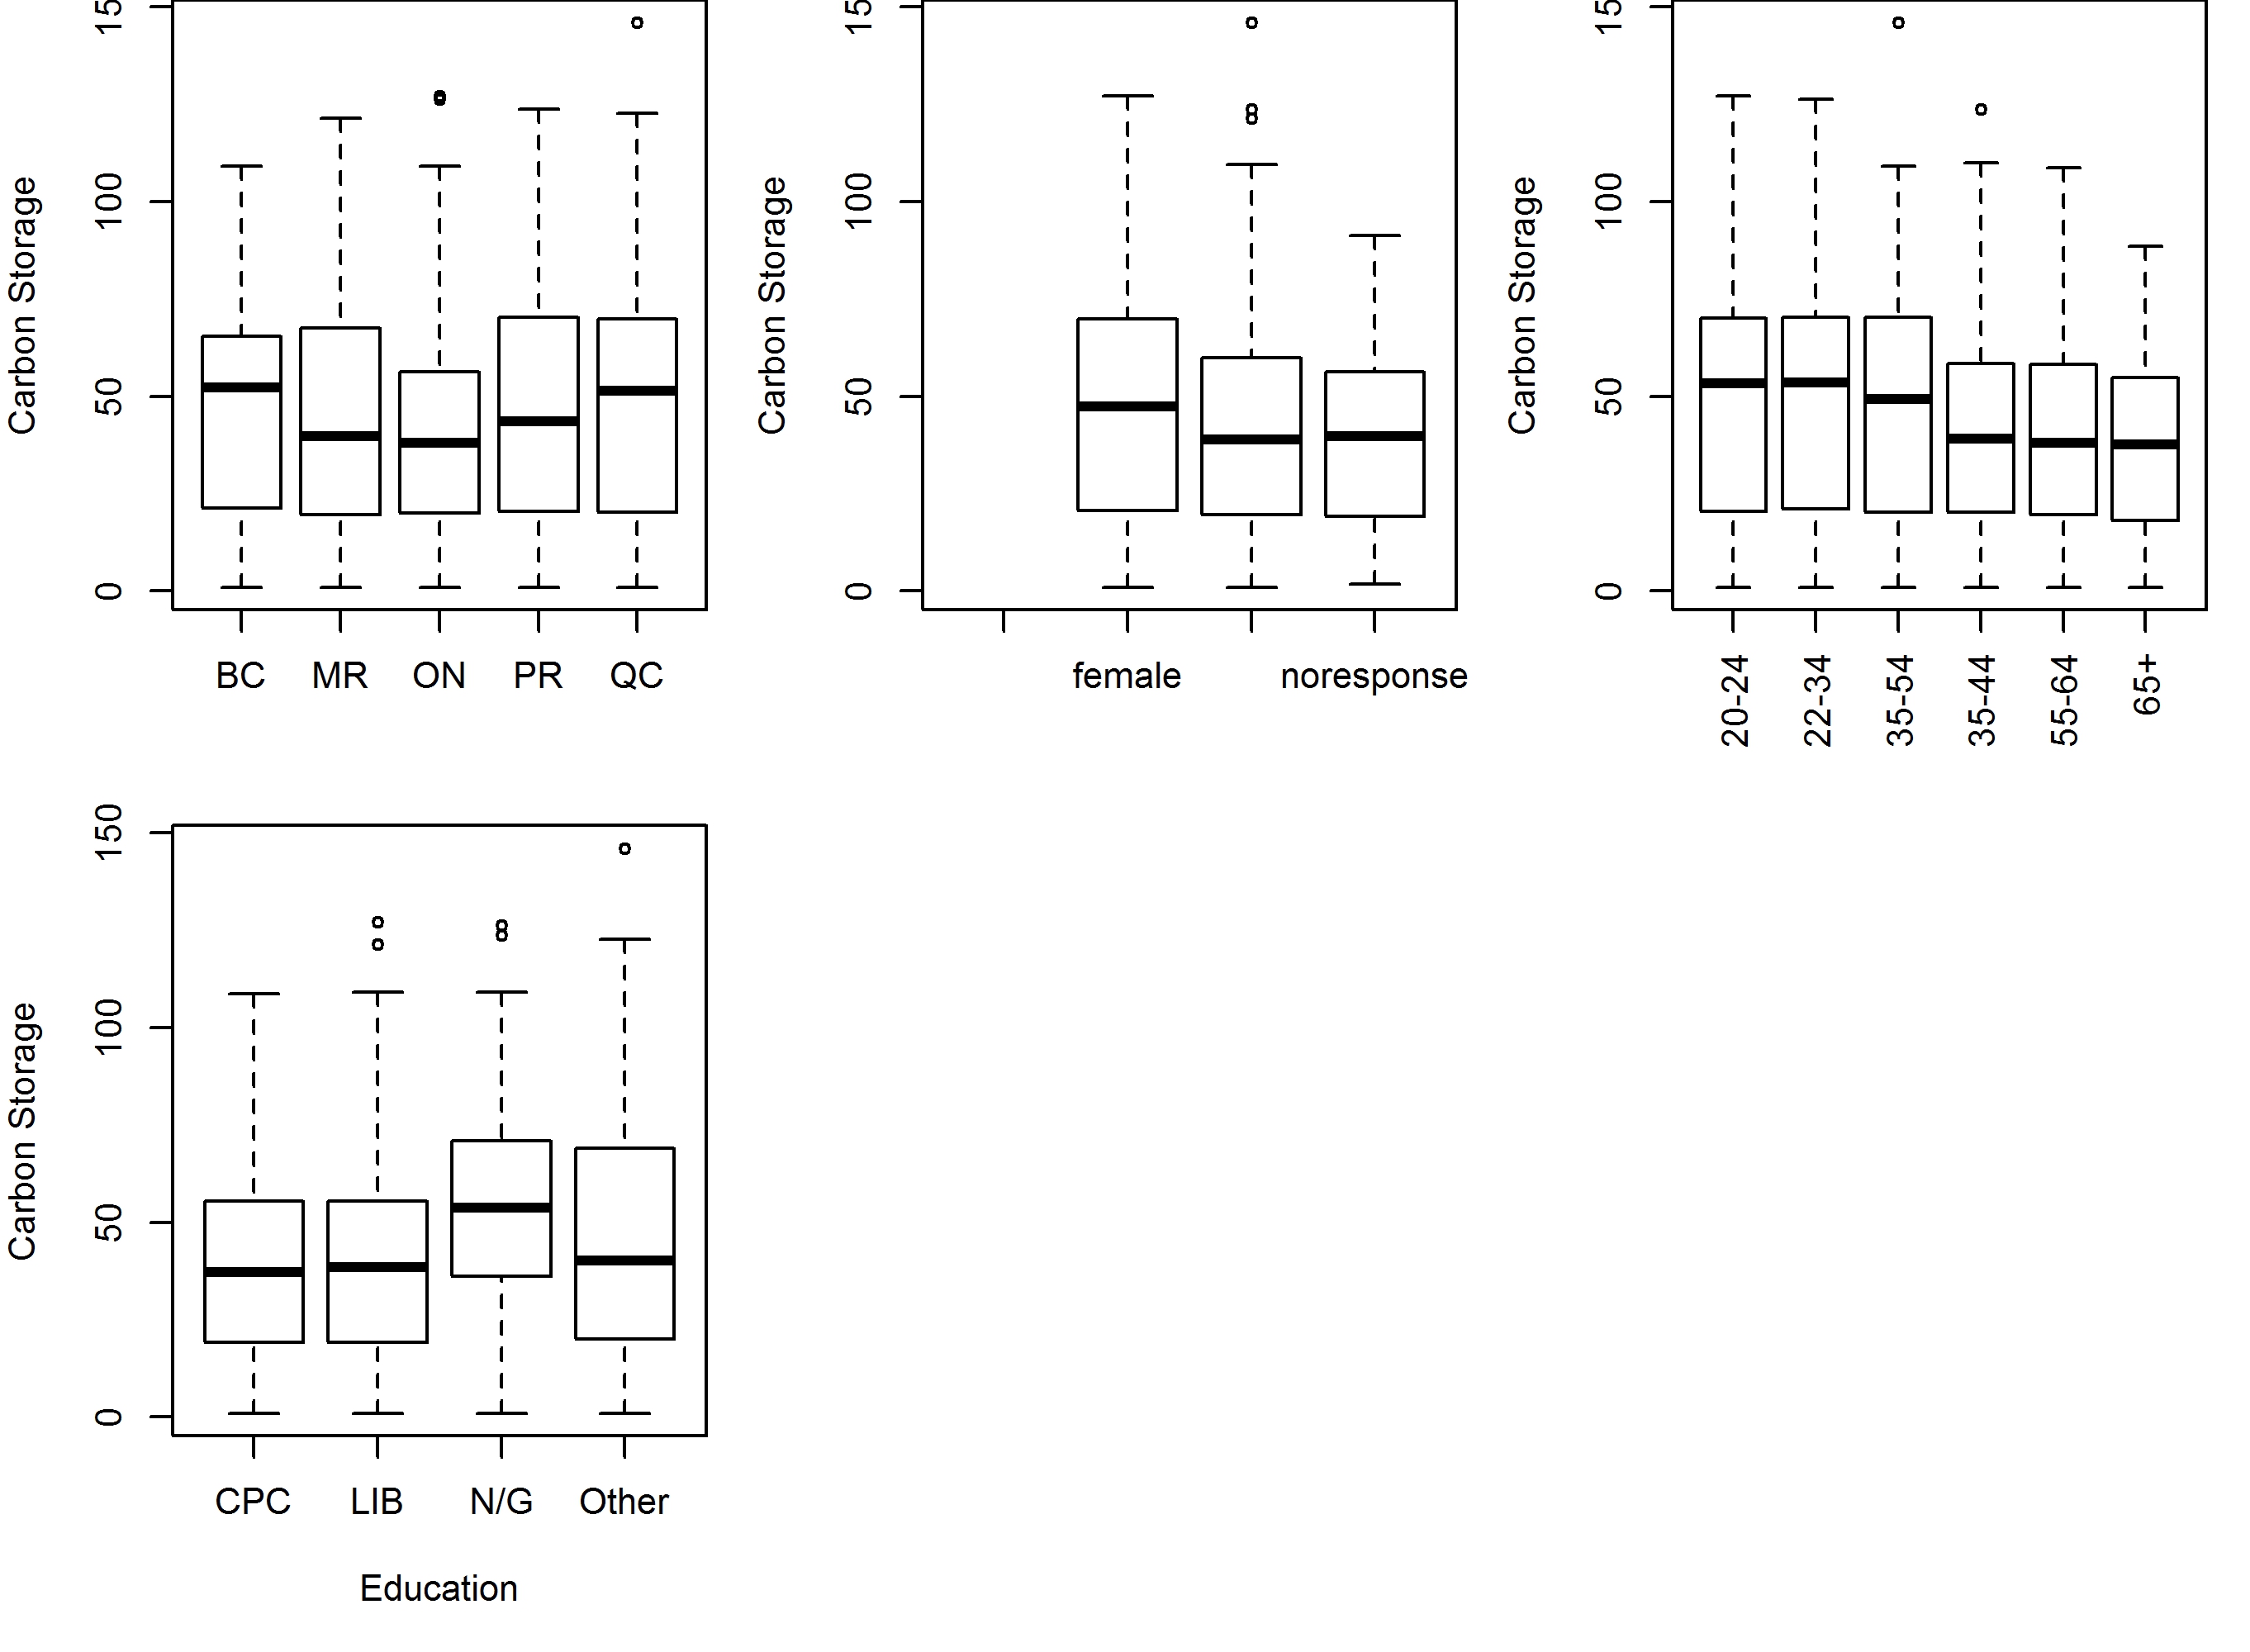 Carbon Storage
0
50
100
15
BC MR ON PR QC
Carbon Storage
0
50
100
15
female noresponse
Carbon Storage
0
50
100
15
20-24 22-34 35-54 35-44 55-64 65+
Carbon Storage
0
50
100
150
CPC LIB N/G Other
Education